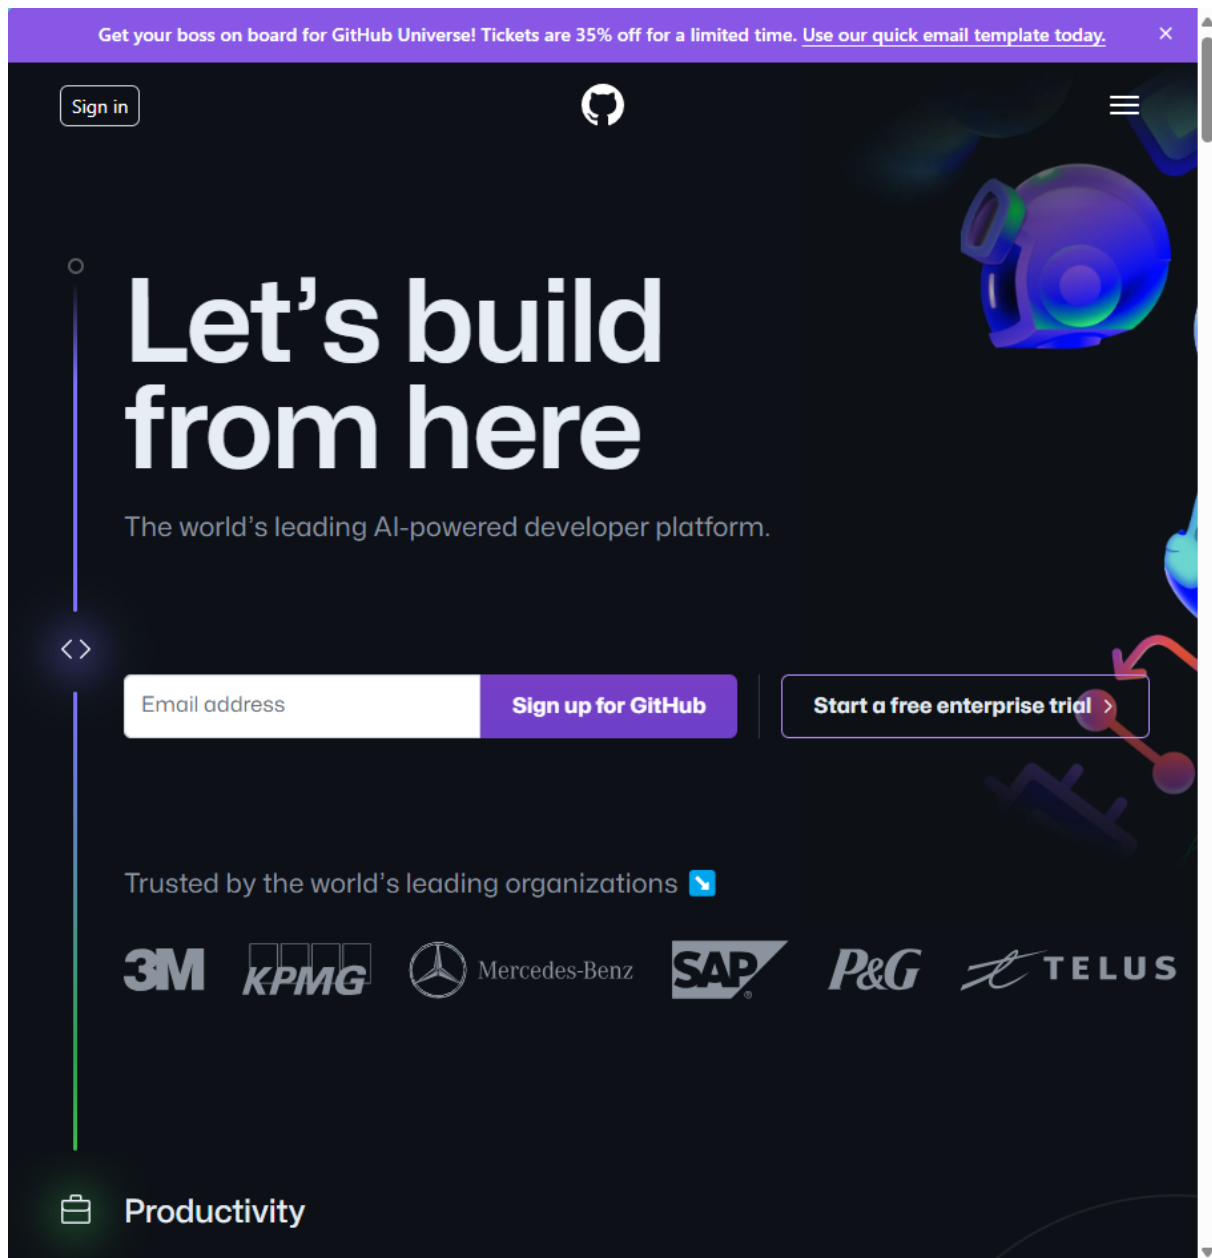 Get your boss on board for GitHub Universe! Tickets are 35% off for a limited time. Use our quick email template today.
Sign in
Let’s build
from here
The world’s leading AI-powered developer platform.
Email address
Sign up for GitHub
Start a free enterprise trial
Trusted by the world’s leading organizations
3M
KPMG
Mercedes-Benz
SAP®
P&G
TELUS
Productivity